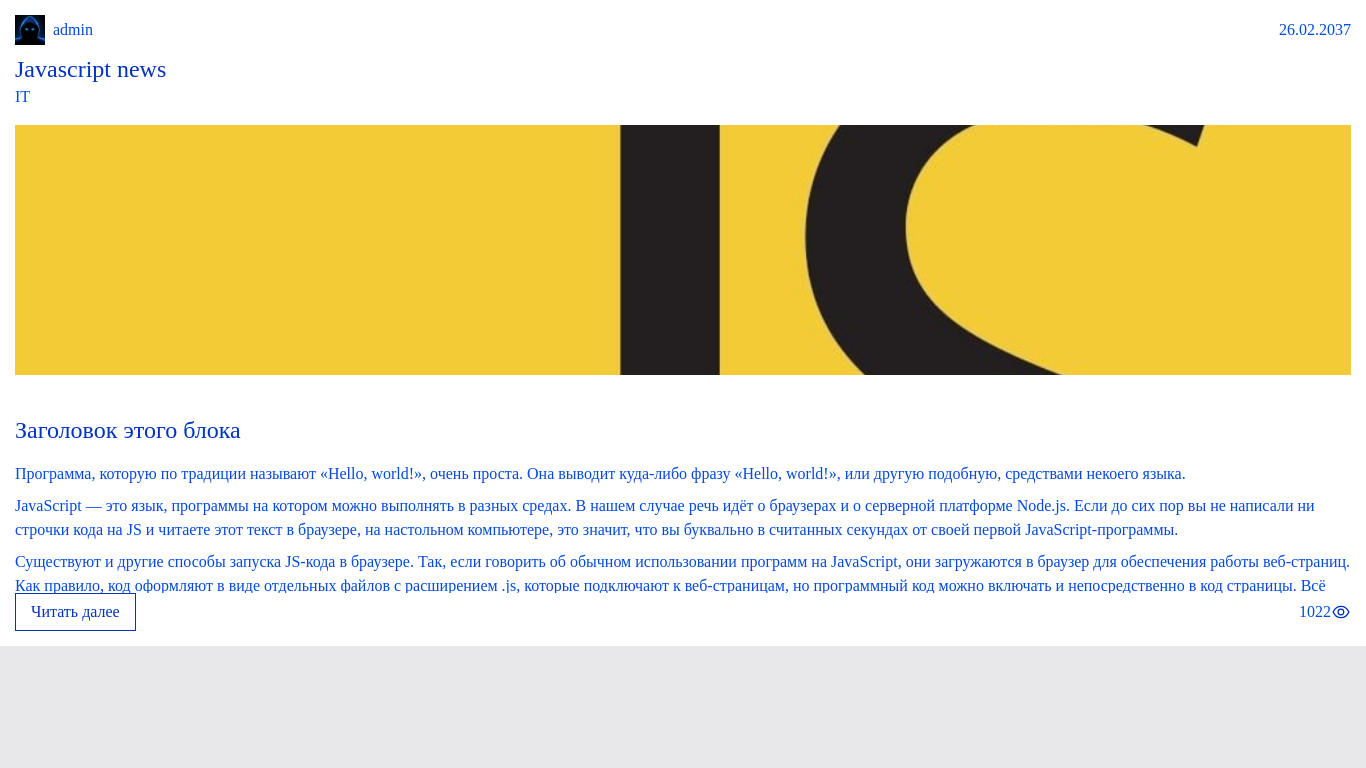 admin
26.02.2037
Javascript news
IT
JS
Заголовок этого блока
Программа, которую по традиции называют «Hello, world!», очень проста. Она выводит куда-либо фразу «Hello, world!», или другую подобную, средствами некоего языка.
JavaScript — это язык, программы на котором можно выполнять в разных средах. В нашем случае речь идёт о браузерах и о серверной платформе Node.js. Если до сих пор вы не написали ни
строчки кода на JS и читаете этот текст в браузере, на настольном компьютере, это значит, что вы буквально в считанных секундах от своей первой JavaScript-программы.
Существуют и другие способы запуска JS-кода в браузере. Так, если говорить об обычном использовании программ на JavaScript, они загружаются в браузер для обеспечения работы веб-страниц.
Как правило, код оформляют в виде отдельных файлов с расширением .js, которые подключают к веб-страницам, но программный код можно включать и непосредственно в код страницы. Всё
Читать далее
1022